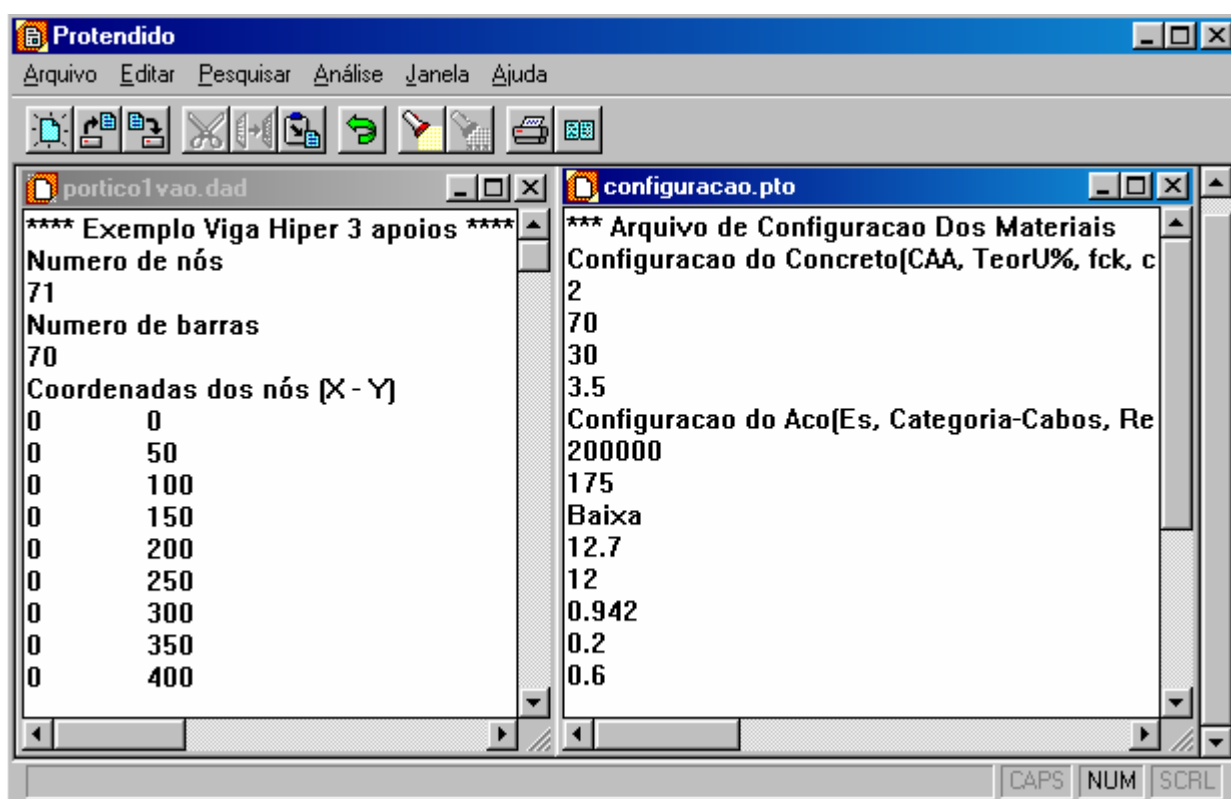 Protendido
Arquivo Editar Pesquisar Análise Janela Ajuda
portico1vao.dad
**** Exemplo Viga Hiper 3 apoios ****
Numero de nós
71
Numero de barras
70
Coordenadas dos nós (X - Y)
0 0
0 50
0 100
0 150
0 200
0 250
0 300
0 350
0 400
configuracao.pto
*** Arquivo de Configuracao Dos Materiais
Configuracao do Concreto(CAA, TeorU%, fck, c
2
70
30
3.5
Configuracao do Aco(Es, Categoria-Cabos, Re
200000
175
Baixa
12.7
12
0.942
0.2
0.6
CAPS NUM SCRL